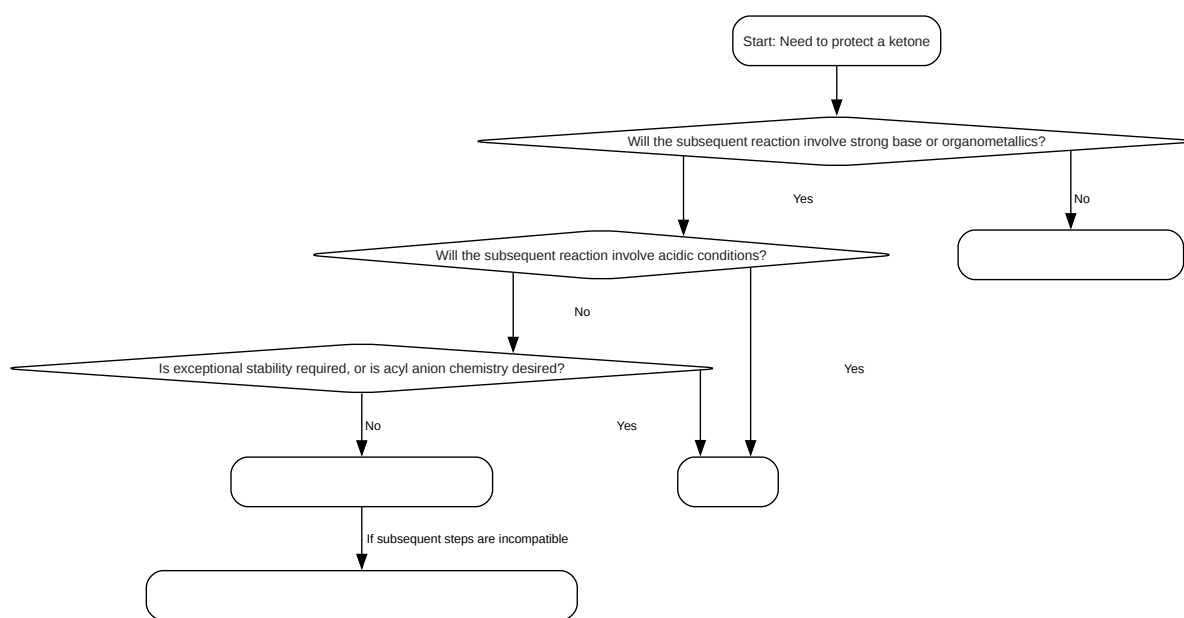 Start: Need to protect a ketone
Will the subsequent reaction involve strong base or organometallics?
Yes
No
Will the subsequent reaction involve acidic conditions?
No
Is exceptional stability required, or is acyl anion chemistry desired?
Yes
No
Yes
If subsequent steps are incompatible